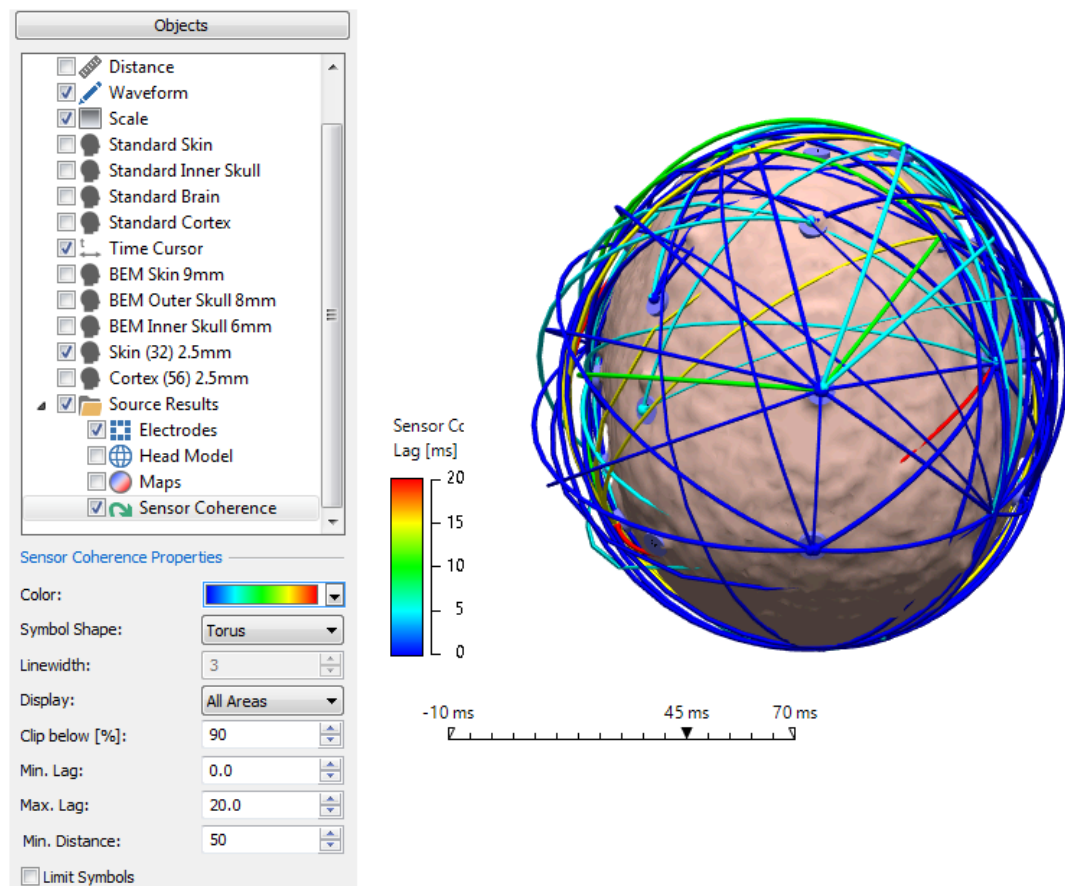 Objects
Distance
Waveform
Scale
Standard Skin
Standard Inner Skull
Standard Brain
Standard Cortex
Time Cursor
BEM Skin 9mm
BEM Outer Skull 8mm
BEM Inner Skull 6mm
Skin (32) 2.5mm
Cortex (56) 2.5mm
Source Results
Electrodes
Head Model
Maps
Sensor Coherence
Sensor Coherence Properties
Color:
Symbol Shape: Torus
Linewidth: 3
Display: All Areas
Clip below [%]: 90
Min. Lag: 0.0
Max. Lag: 20.0
Min. Distance: 50
Limit Symbols
Sensor Cc
Lag [ms]
20
15
10
5
0
-10 ms 45 ms 70 ms